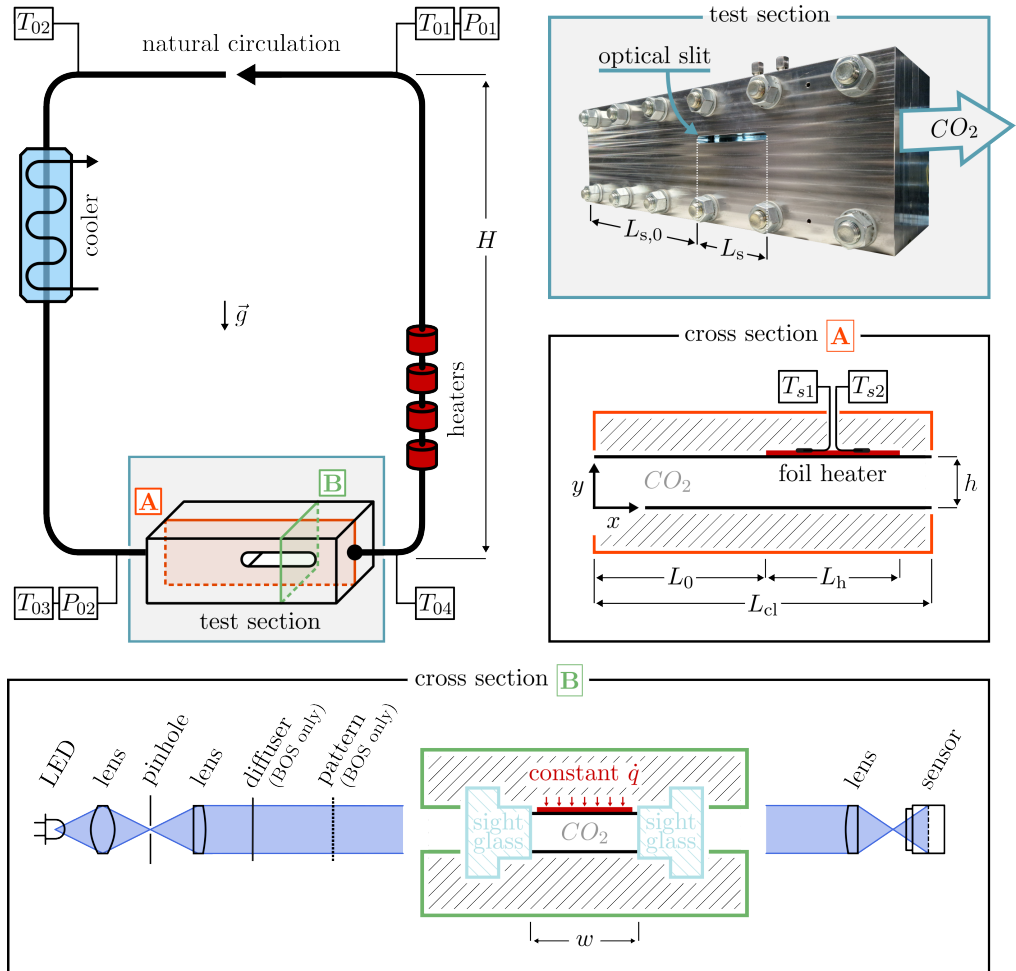 T02
T01 P01
natural circulation
cooler
H
g⃗
heaters
A
B
T03 P02
T04
test section
test section
optical slit
CO2
Ls,0
Ls
cross section A
Ts1 Ts2
foil heater
CO2
y
x
h
L0
Lh
Lcl
cross section B
LED
lens
pinhole
lens
diffuser
(BOS only)
pattern
(BOS only)
constant q̇
sight
glass
CO2
sight
glass
w
lens
sensor